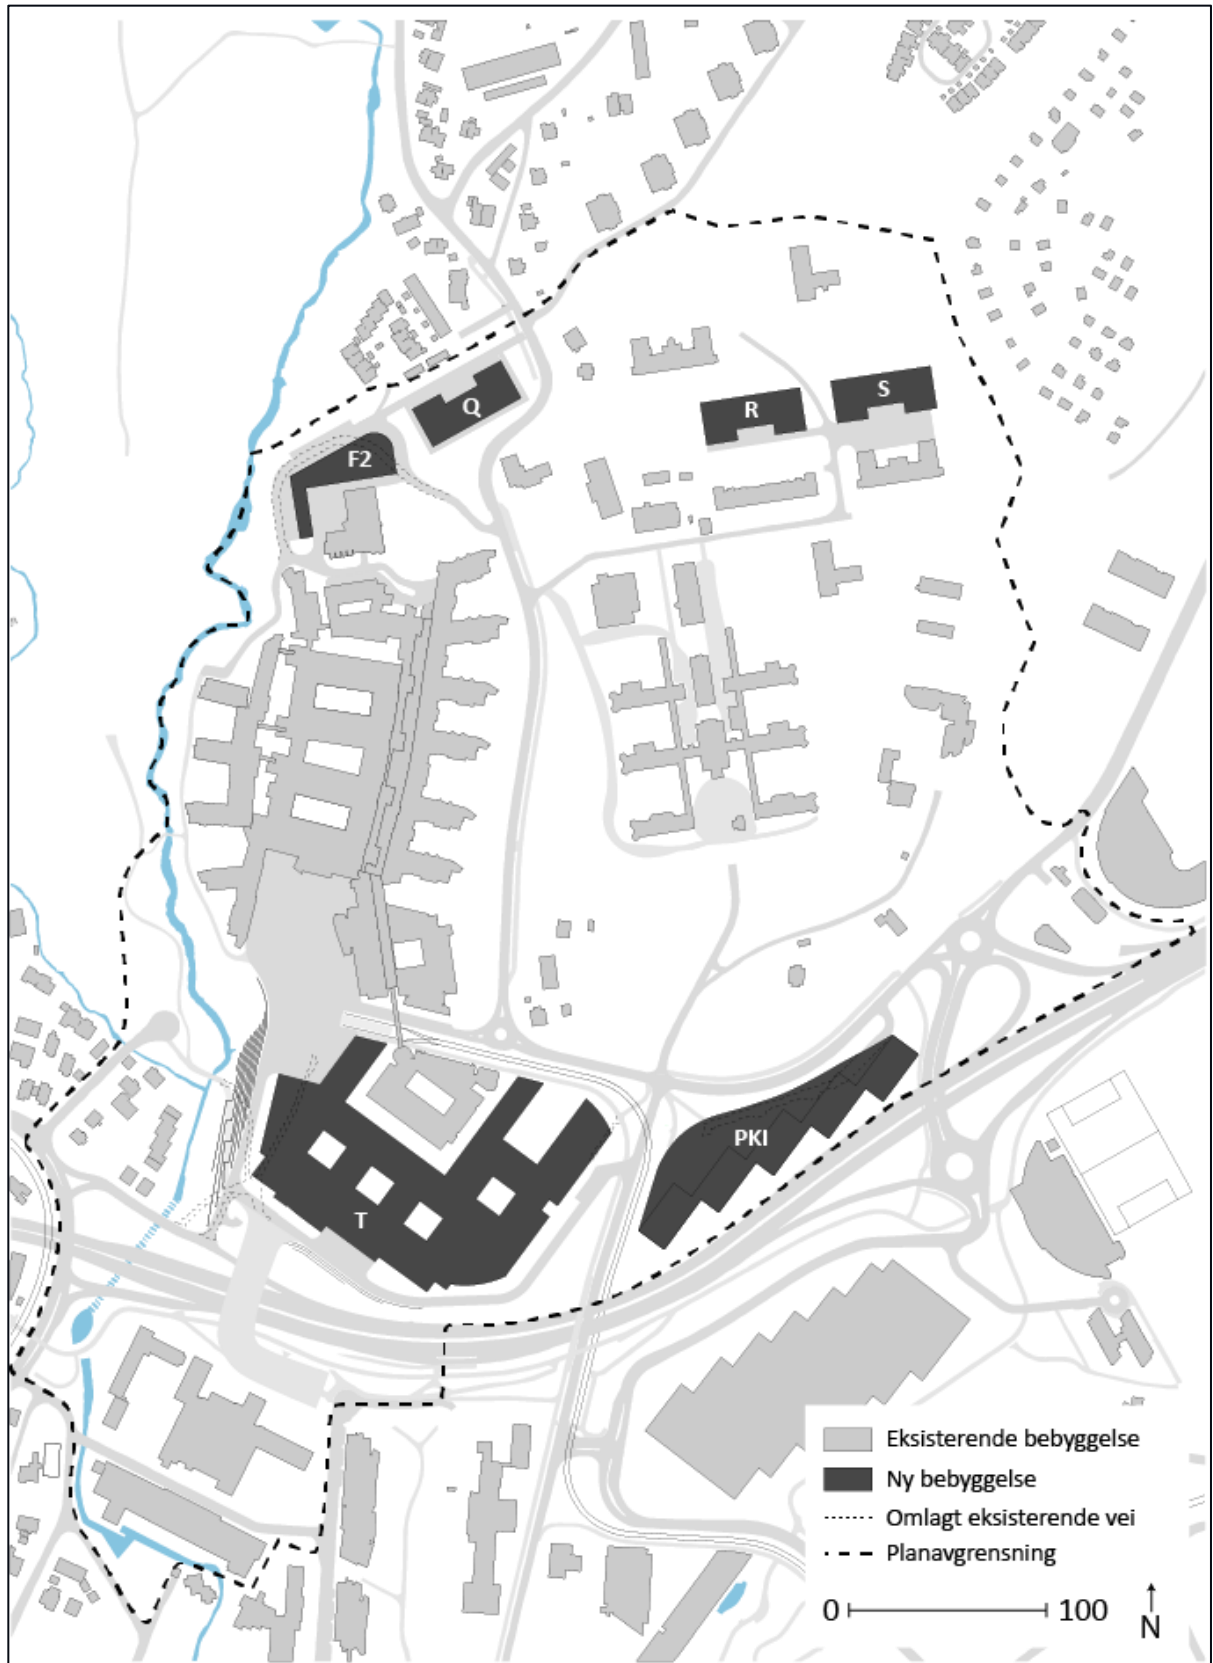 S
R
Q
F2
PKI
T
Eksisterende bebyggelse
Ny bebyggelse
Omlagt eksisterende vei
Planavgrensning
0 100
N